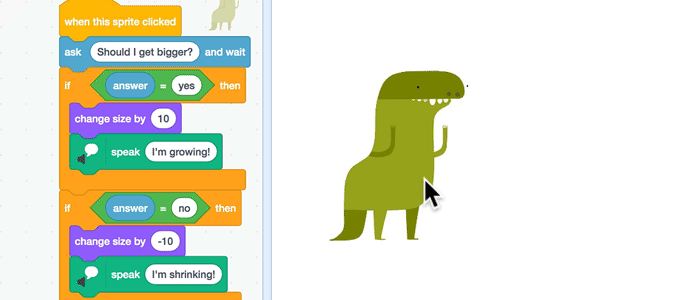 when this sprite clicked
ask Should I get bigger? and wait
if answer = yes then
change size by 10
speak I'm growing!
if answer = no then
change size by -10
speak I'm shrinking!